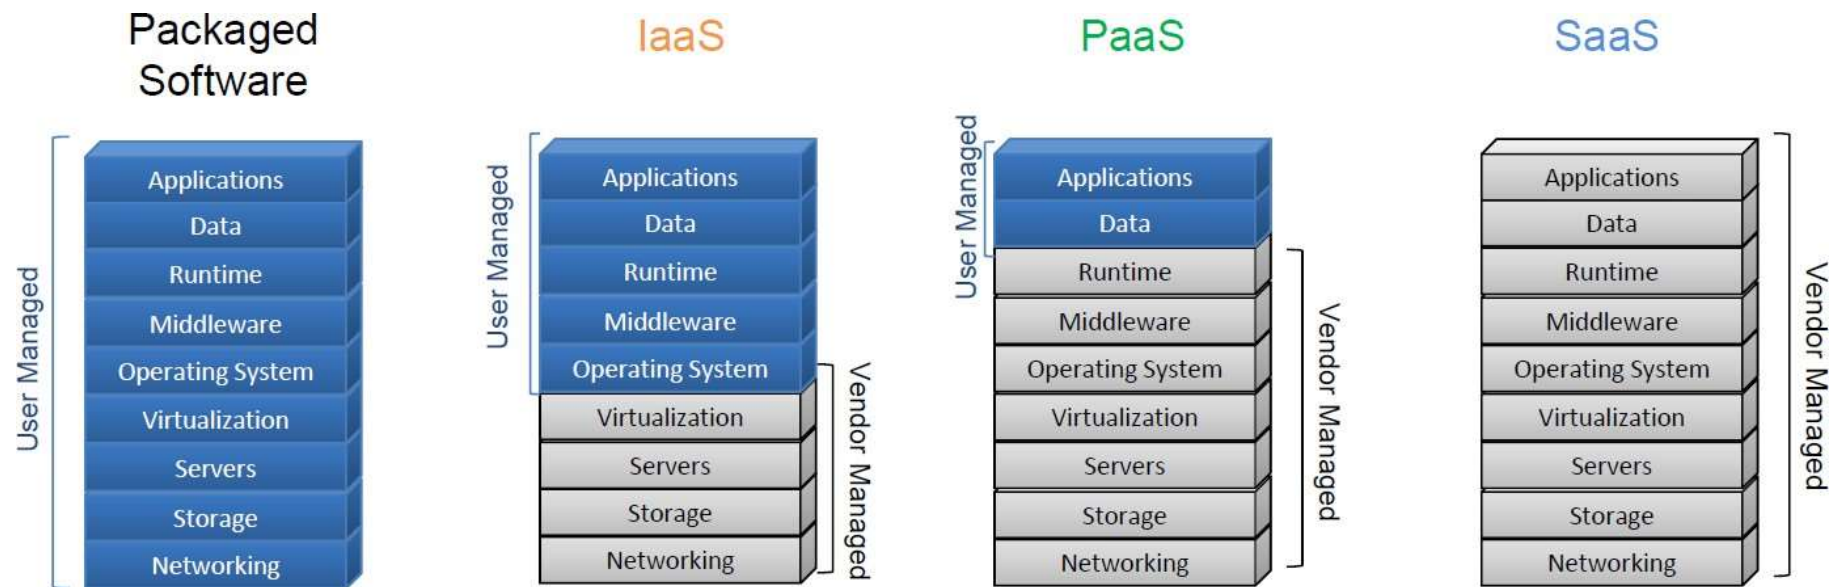 Packaged
Software
User Managed
Applications
Data
Runtime
Middleware
Operating System
Virtualization
Servers
Storage
Networking
IaaS
User Managed
Applications
Data
Runtime
Middleware
Operating System
Virtualization
Servers
Storage
Networking
Vendor Managed
PaaS
User Managed
Applications
Data
Runtime
Middleware
Operating System
Virtualization
Servers
Storage
Networking
Vendor Managed
SaaS
Applications
Data
Runtime
Middleware
Operating System
Virtualization
Servers
Storage
Networking
Vendor Managed